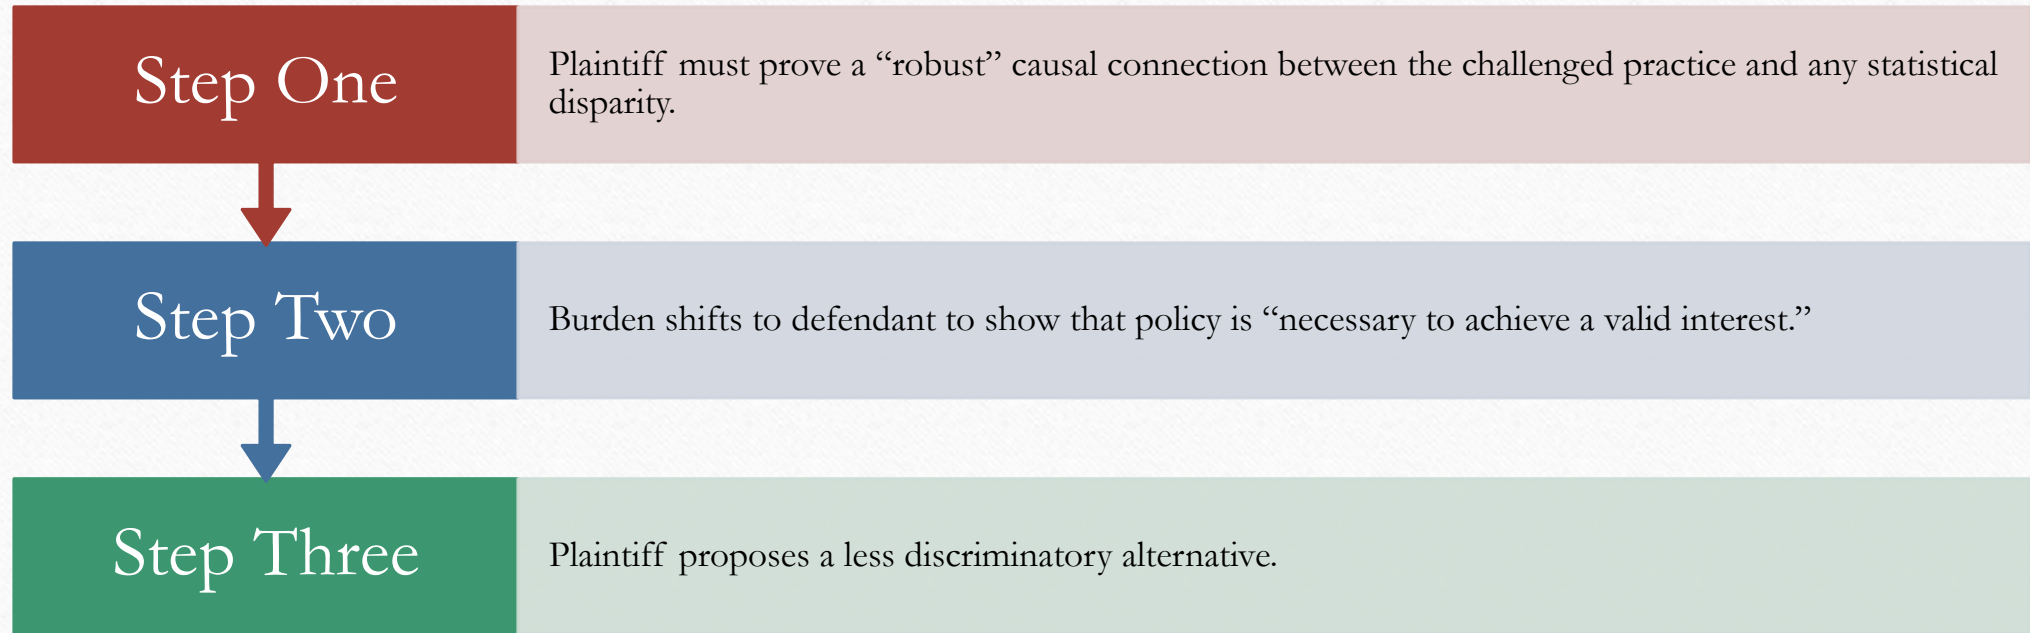 Step One
Plaintiff must prove a “robust” causal connection between the challenged practice and any statistical
disparity.
Step Two
Burden shifts to defendant to show that policy is “necessary to achieve a valid interest.”
Step Three
Plaintiff proposes a less discriminatory alternative.